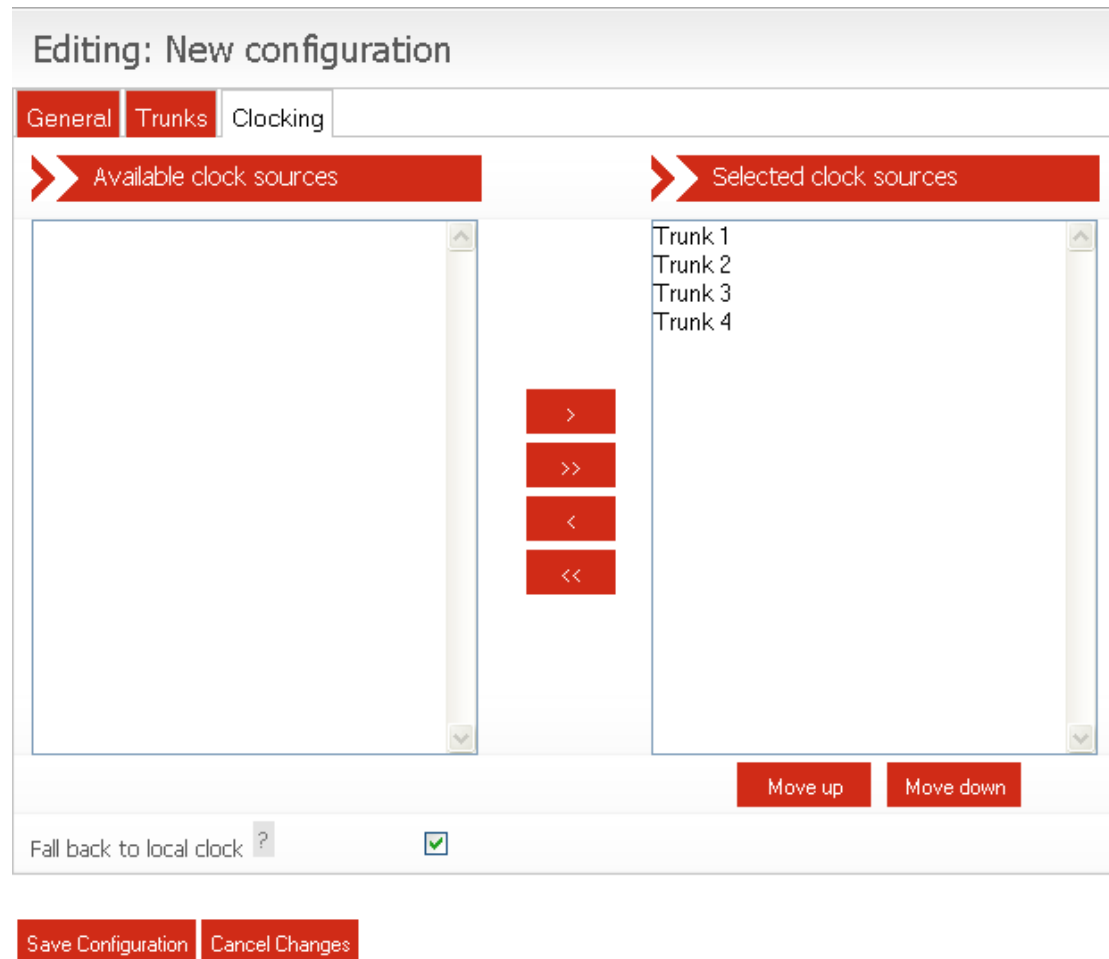 Editing: New configuration
General Trunks Clocking
Available clock sources
Selected clock sources
Trunk 1
Trunk 2
Trunk 3
Trunk 4
>
>>
<
<<
Move up Move down
Fall back to local clock ?
Save Configuration Cancel Changes